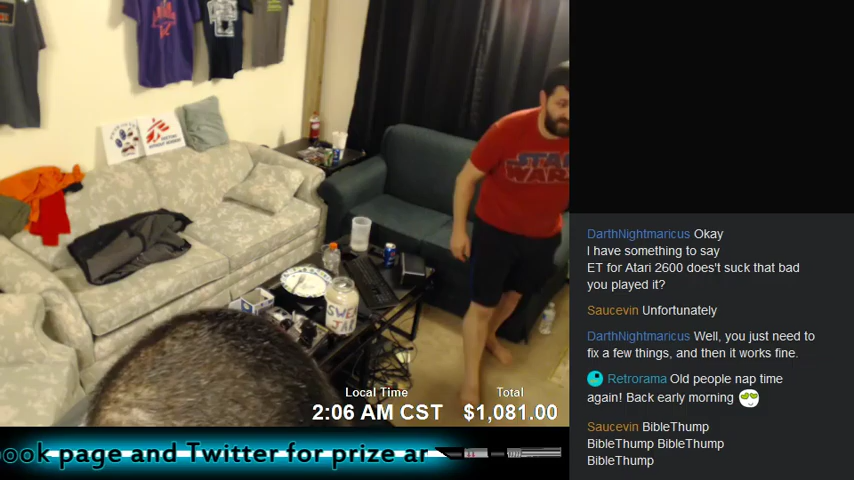 STAR
WARS
SWEAR
JAR
Local Time
2:06 AM CST
Total
$1,081.00
ook page and Twitter for prize ar
DarthNightmaricus Okay
I have something to say
ET for Atari 2600 does't suck that bad
you played it?
Saucevin Unfortunately
DarthNightmaricus Well, you just need to
fix a few things, and then it works fine.
Retrorama Old people nap time
again! Back early morning
Saucevin BibleThump
BibleThump BibleThump
BibleThump